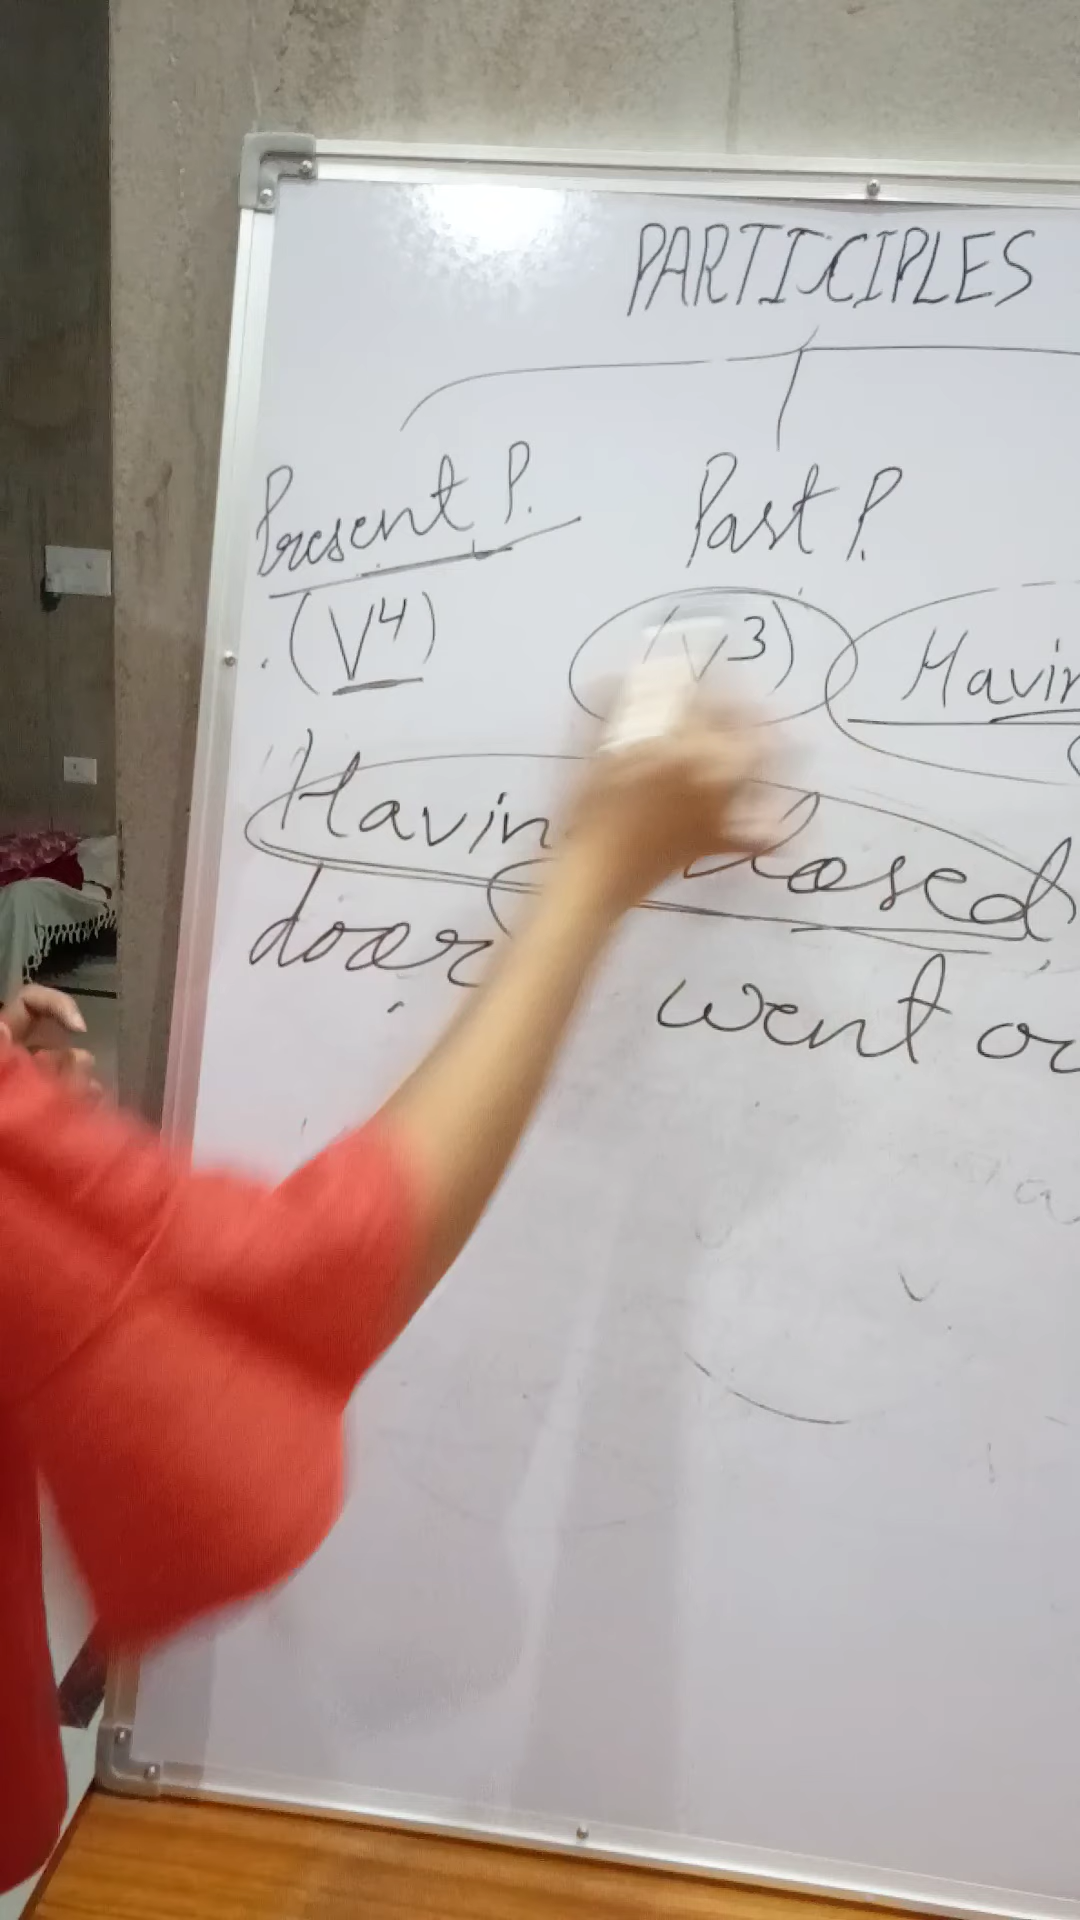 PARTICIPLES
Present P. Past P.
(V4) (V3) Havin
Havin closed
door went